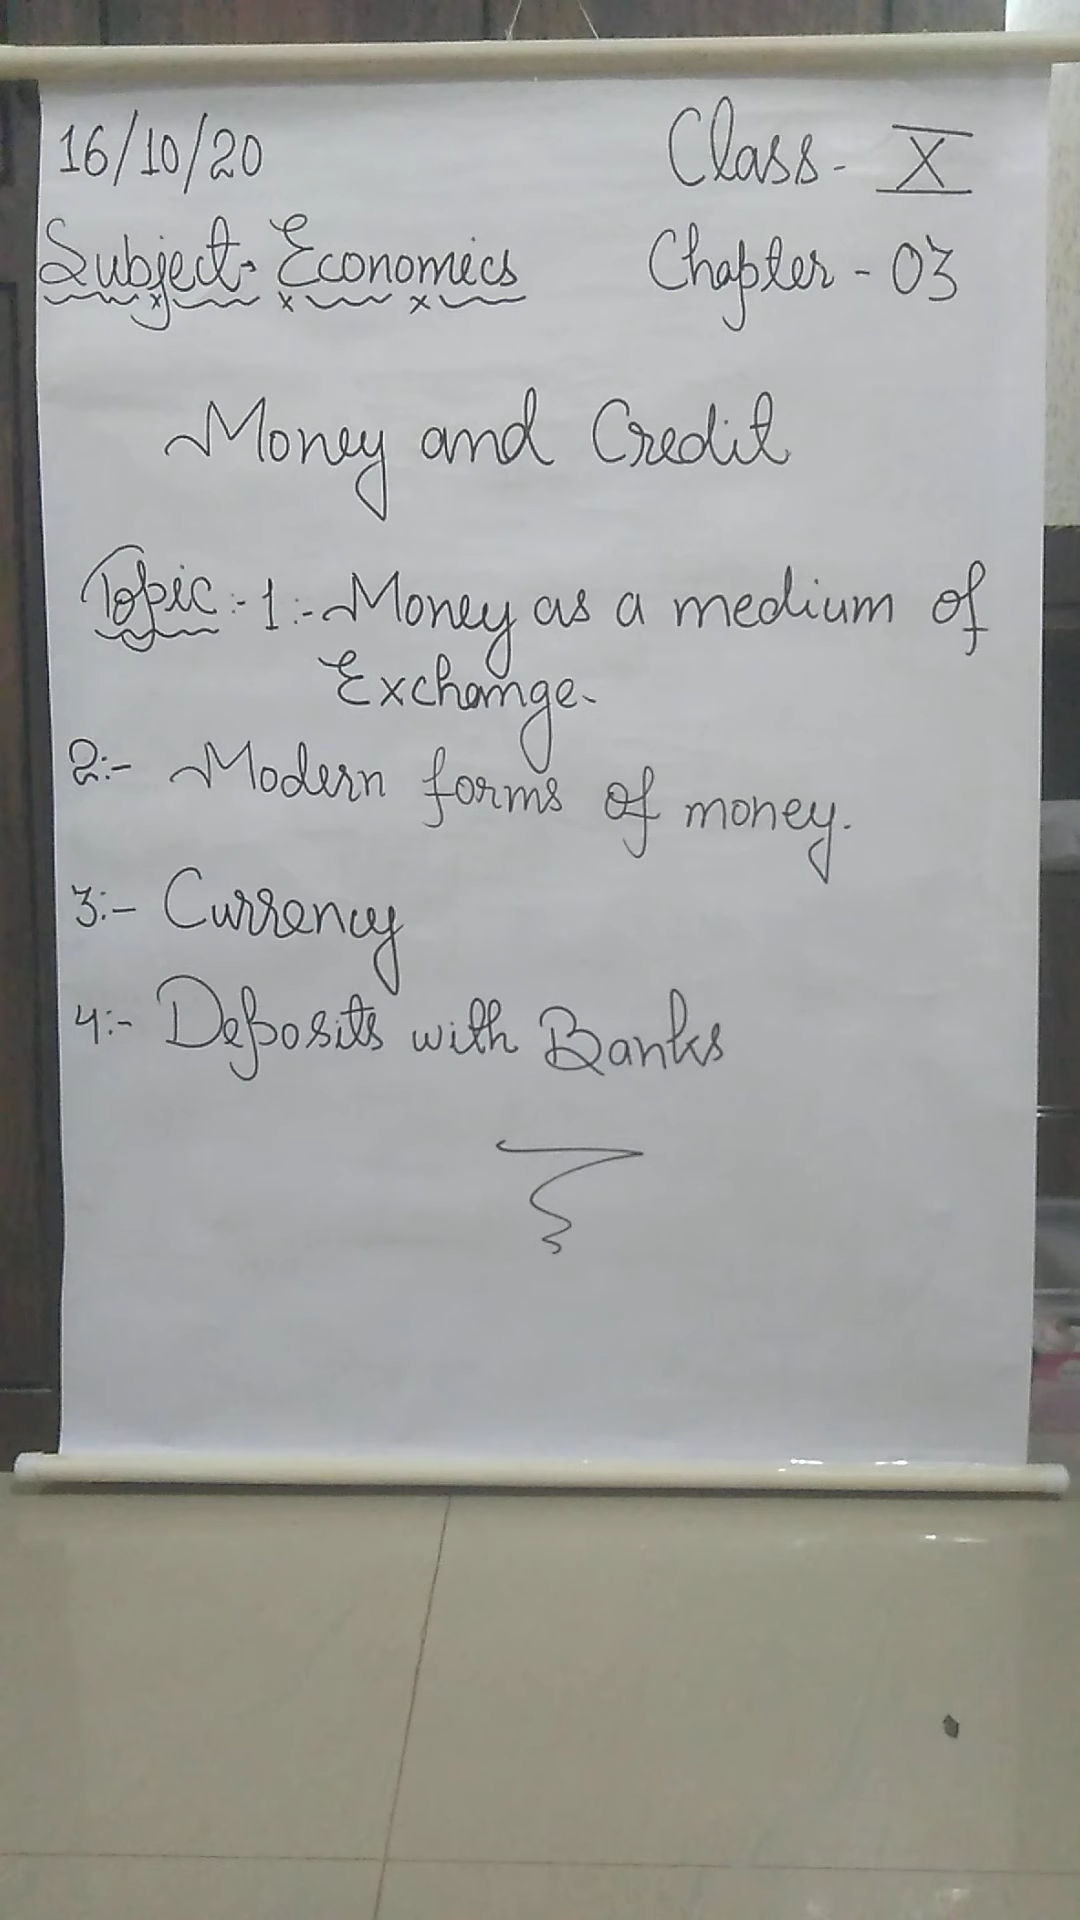 16/10/20 Class - X
Subject - Economics Chapter - 03
Money and Credit
Topic :- 1 :- Money as a medium of
Exchange.
2:- Modern forms of money.
3:- Currency
4:- Deposits with Banks